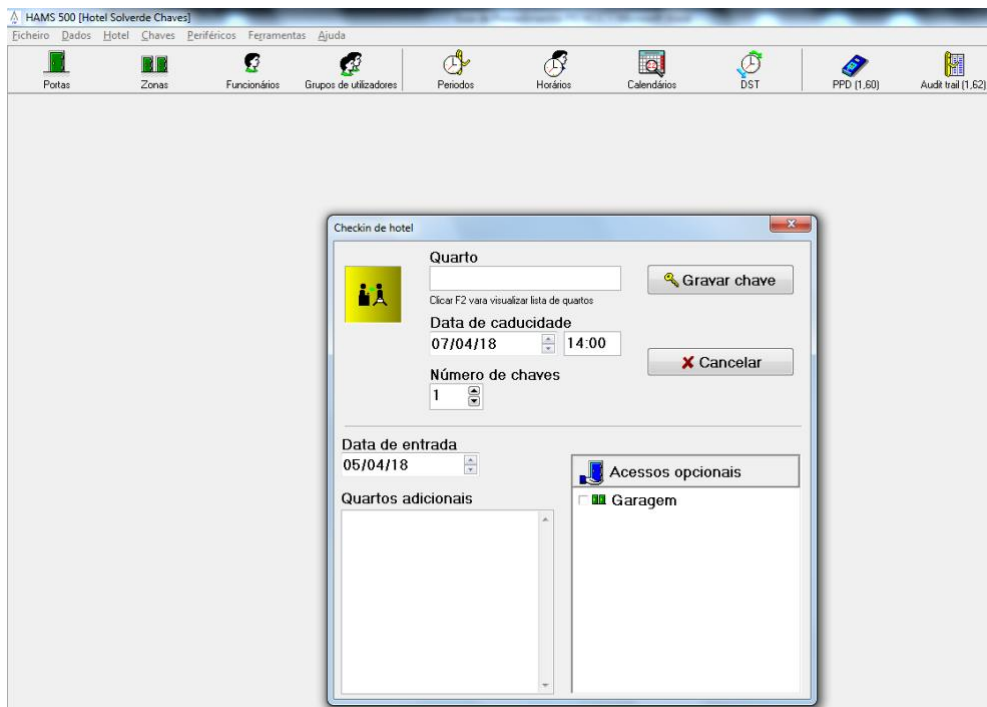 HAMS 500 [Hotel Solverde Chaves]
Ficheiro Dados Hotel Chaves Periféricos Ferramentas Ajuda
Portas Zonas Funcionários Grupos de utilizadores Periodos Horários Calendários DST PPD (1,60) Audit trail (1,62)
Checkin de hotel
Quarto
Gravar chave
Clicar F2 vara visualizar lista de quartos
Data de caducidade
07/04/18 14:00
Cancelar
Número de chaves
1
Data de entrada
05/04/18
Acessos opcionais
Quartos adicionais
Garagem